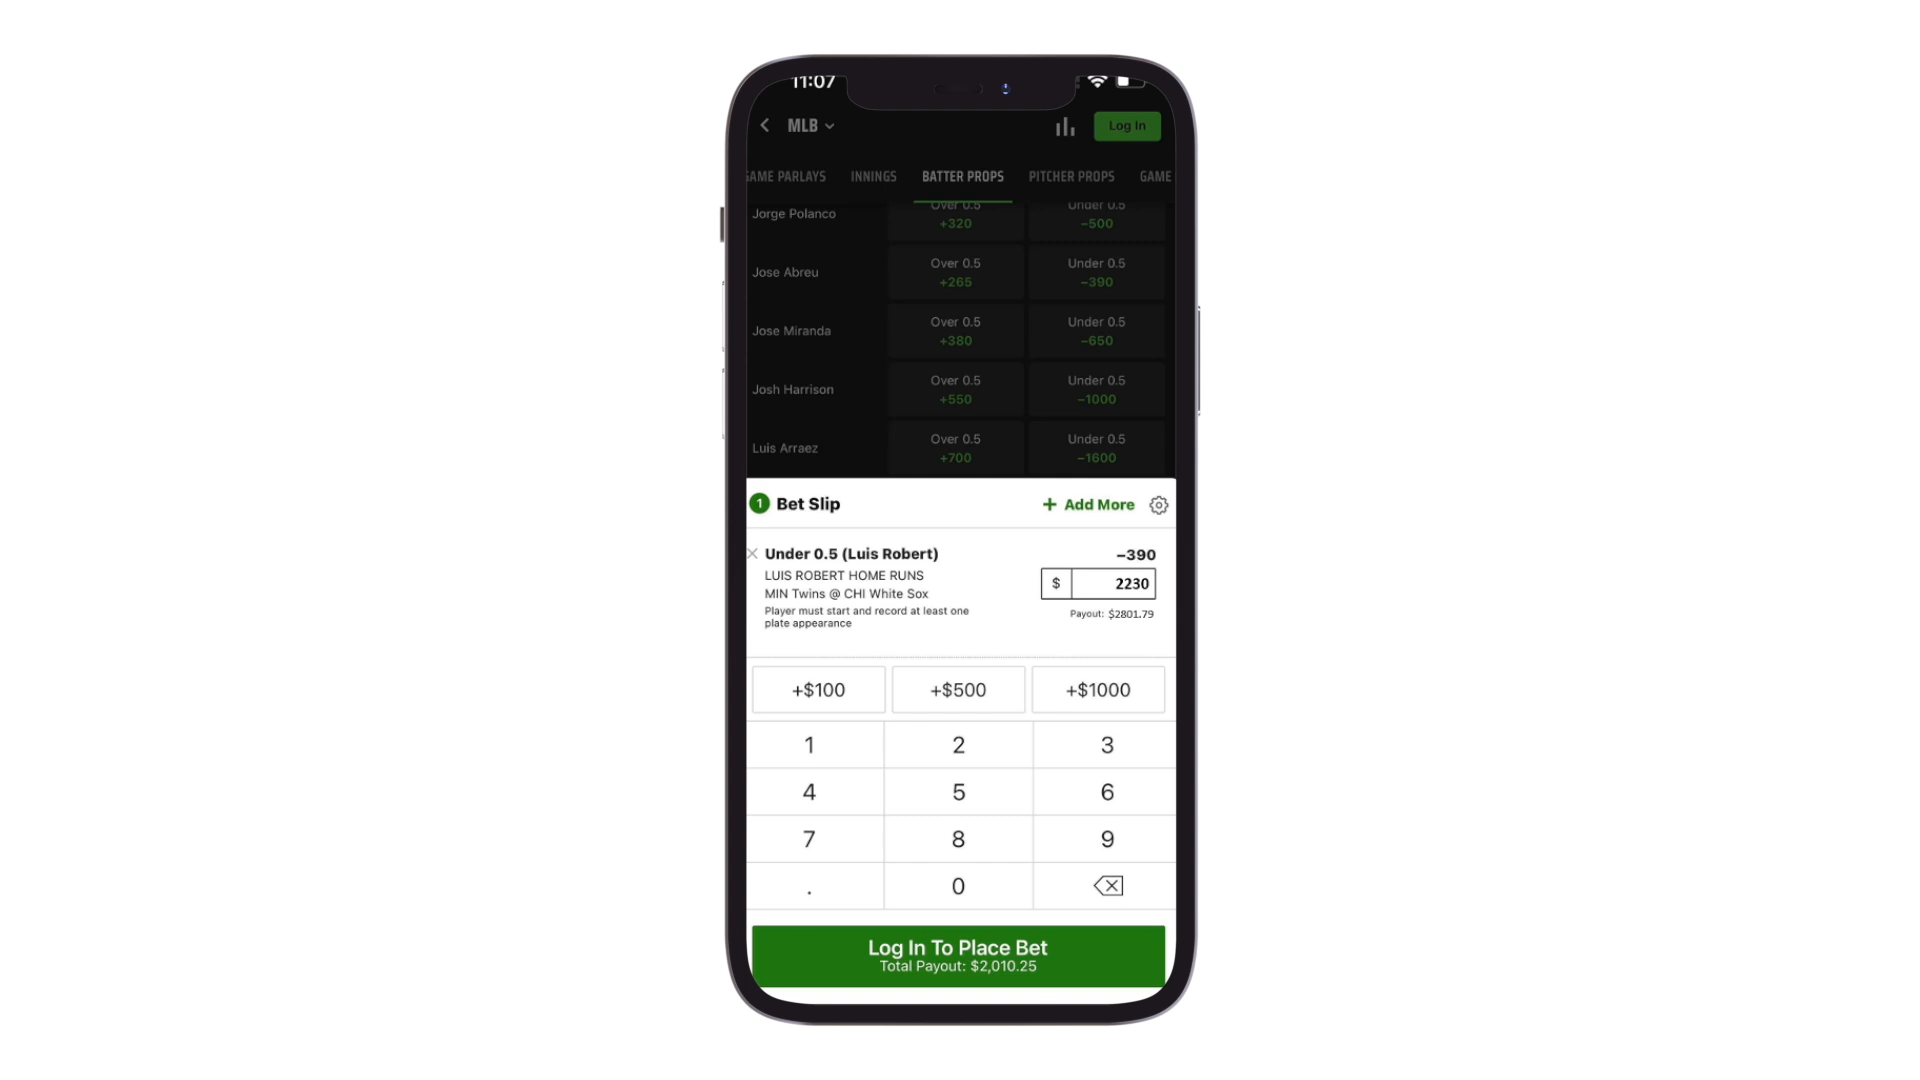 11:07
MLB
Log In
GAME PARLAYS INNINGS BATTER PROPS PITCHER PROPS GAME
Jorge Polanco
Over 0.5
+320
Under 0.5
−500
Jose Abreu
Over 0.5
+265
Under 0.5
−390
Jose Miranda
Over 0.5
+380
Under 0.5
−650
Josh Harrison
Over 0.5
+550
Under 0.5
−1000
Luis Arraez
Over 0.5
+700
Under 0.5
−1600
1 Bet Slip
+ Add More
Under 0.5 (Luis Robert)
−390
LUIS ROBERT HOME RUNS
$ 2230
MIN Twins @ CHI White Sox
Player must start and record at least one
plate appearance
Payout: $2801.79
+$100 +$500 +$1000
1 2 3
4 5 6
7 8 9
. 0
Log In To Place Bet
Total Payout: $2,010.25